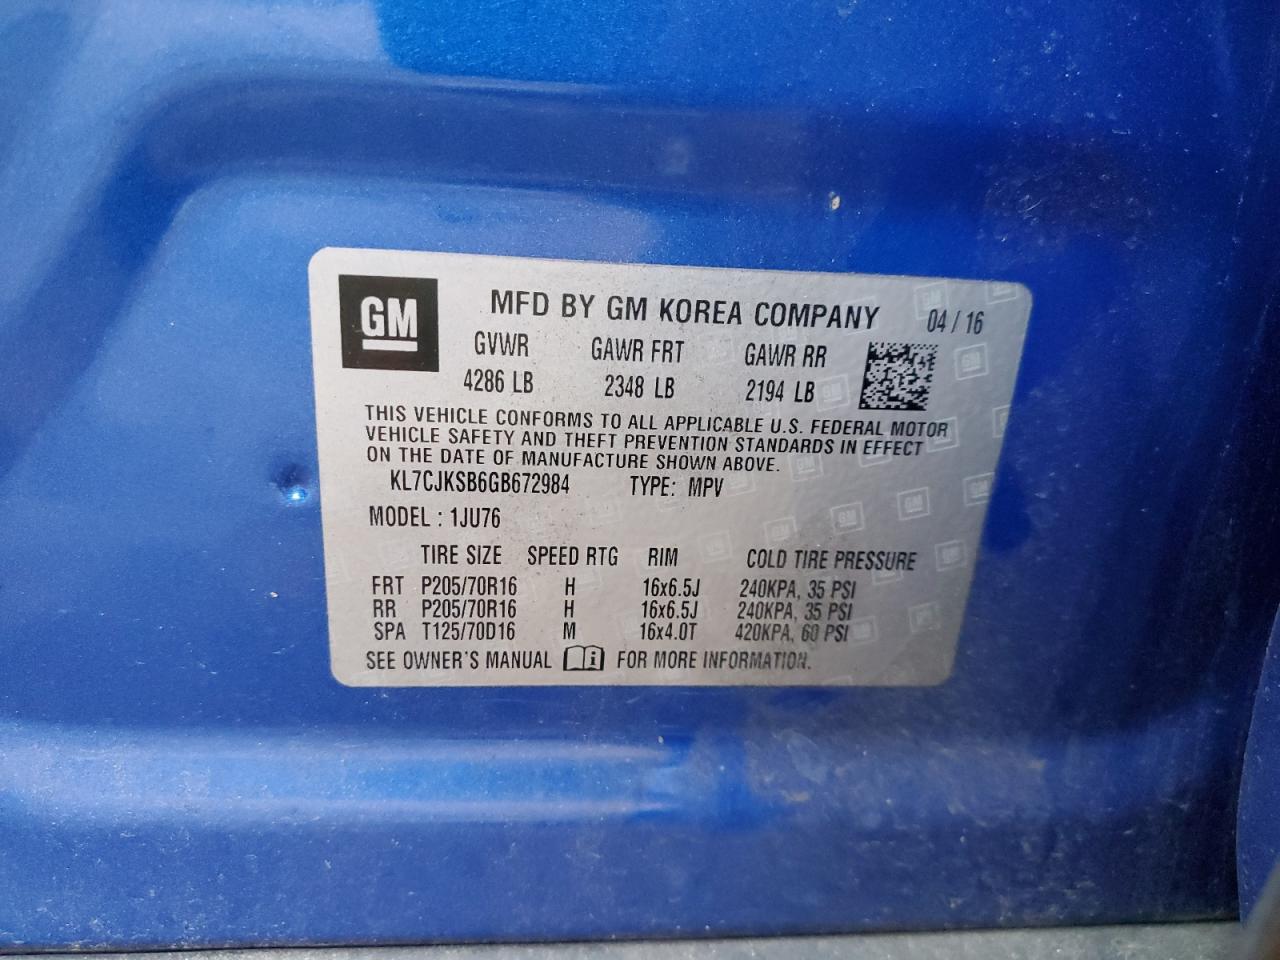 GM
MFD BY GM KOREA COMPANY 04 / 16
GVWR GAWR FRT GAWR RR
4286 LB 2348 LB 2194 LB
THIS VEHICLE CONFORMS TO ALL APPLICABLE U.S. FEDERAL MOTOR
VEHICLE SAFETY AND THEFT PREVENTION STANDARDS IN EFFECT
ON THE DATE OF MANUFACTURE SHOWN ABOVE.
KL7CJKSB6GB672984 TYPE: MPV
MODEL : 1JU76
TIRE SIZE SPEED RTG RIM COLD TIRE PRESSURE
FRT P205/70R16 H 16x6.5J 240KPA, 35 PSI
RR P205/70R16 H 16x6.5J 240KPA, 35 PSI
SPA T125/70D16 M 16x4.0T 420KPA, 60 PSI
SEE OWNER'S MANUAL i FOR MORE INFORMATION.